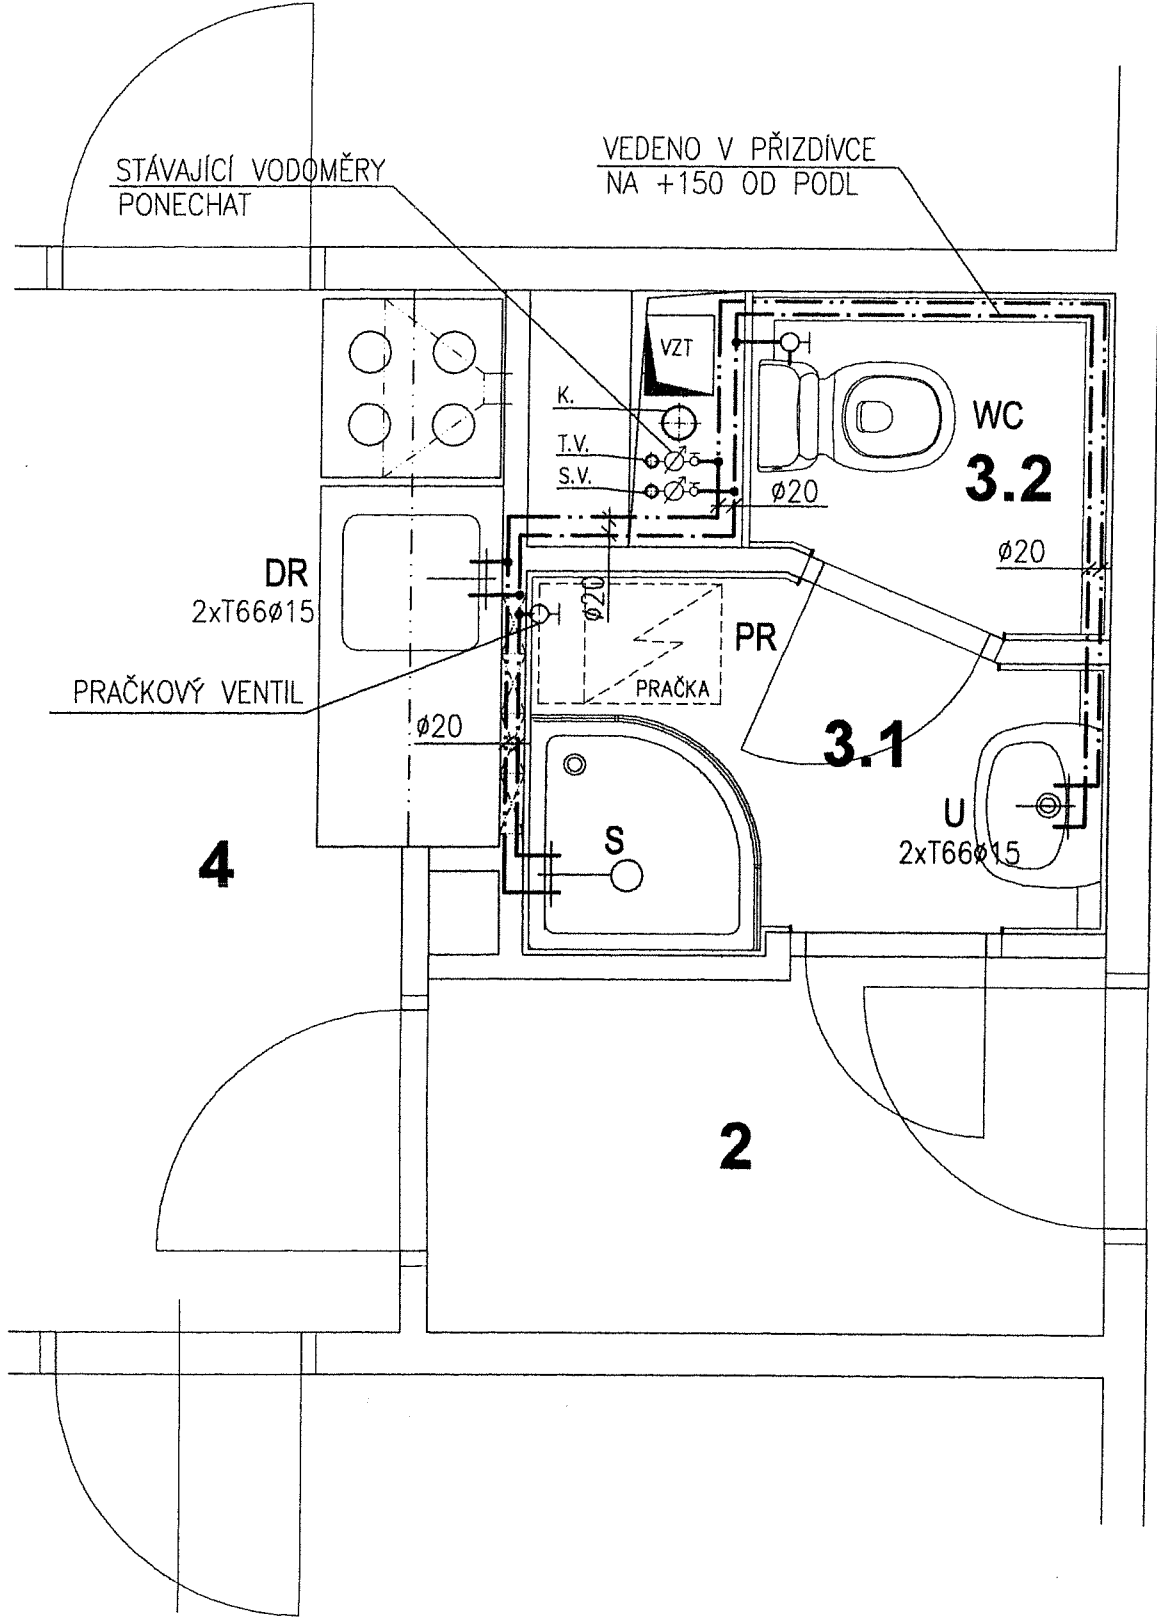 STÁVAJÍCÍ VODOMĚRY
PONECHAT
VEDENO V PŘIZDÍVCE
NA +150 OD PODL
VZT
K.
T.V.
S.V.
WC
3.2
ø20
ø20
DR
2xT66ø15
ø20
PR
PRAČKA
PRAČKOVÝ VENTIL
ø20
3.1
U
2xT66ø15
S
4
2